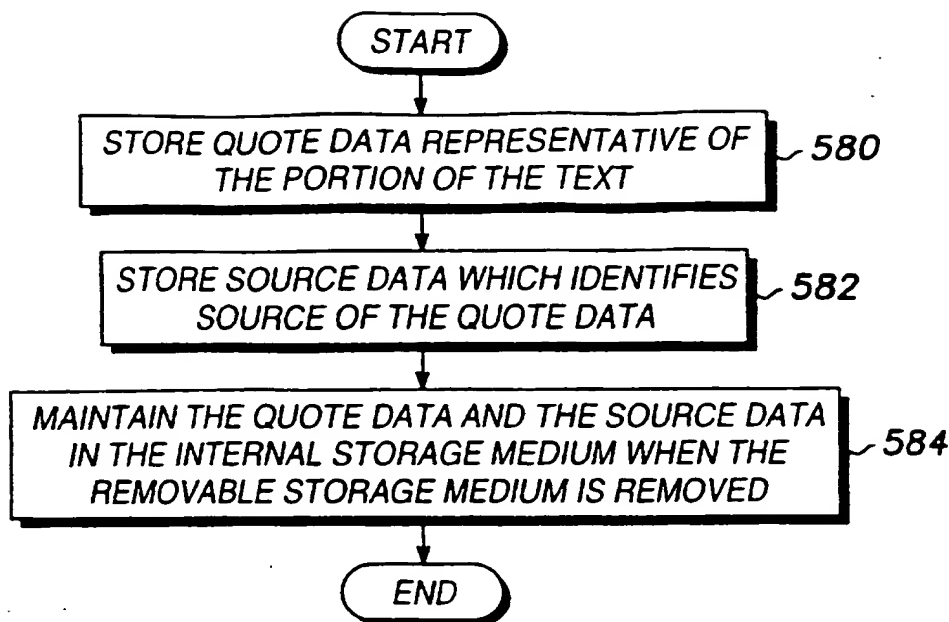 START
STORE QUOTE DATA REPRESENTATIVE OF
THE PORTION OF THE TEXT
580
STORE SOURCE DATA WHICH IDENTIFIES
SOURCE OF THE QUOTE DATA
582
MAINTAIN THE QUOTE DATA AND THE SOURCE DATA
IN THE INTERNAL STORAGE MEDIUM WHEN THE
REMOVABLE STORAGE MEDIUM IS REMOVED
584
END